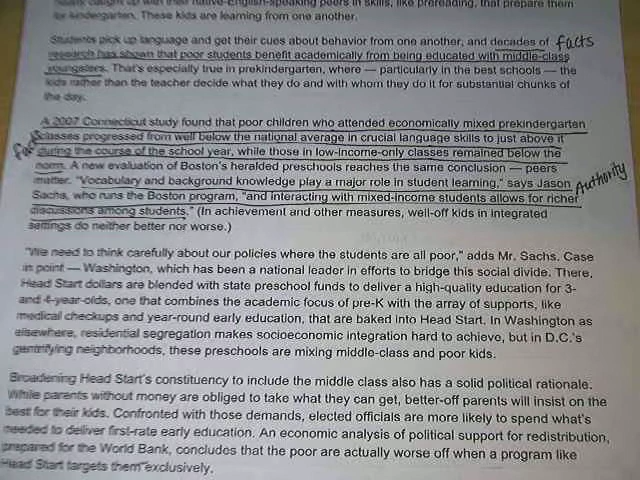 nearly caught up with their native-English-speaking peers in skills, like prereading, that prepare them
for kindergarten. These kids are learning from one another.
Students pick up language and get their cues about behavior from one another, and decades of facts
research has shown that poor students benefit academically from being educated with middle-class
youngsters. That's especially true in prekindergarten, where — particularly in the best schools — the
kids rather than the teacher decide what they do and with whom they do it for substantial chunks of
the day.
A 2007 Connecticut study found that poor children who attended economically mixed prekindergarten
classes progressed from well below the national average in crucial language skills to just above it
Facts during the course of the school year, while those in low-income-only classes remained below the
norm. A new evaluation of Boston's heralded preschools reaches the same conclusion — peers
matter. "Vocabulary and background knowledge play a major role in student learning," says Jason Authority
Sachs, who runs the Boston program, "and interacting with mixed-income students allows for richer
discussions among students." (In achievement and other measures, well-off kids in integrated
settings do neither better nor worse.)
"We need to think carefully about our policies where the students are all poor," adds Mr. Sachs. Case
in point — Washington, which has been a national leader in efforts to bridge this social divide. There,
Head Start dollars are blended with state preschool funds to deliver a high-quality education for 3-
and 4-year-olds, one that combines the academic focus of pre-K with the array of supports, like
medical checkups and year-round early education, that are baked into Head Start. In Washington as
elsewhere, residential segregation makes socioeconomic integration hard to achieve, but in D.C.'s
gentrifying neighborhoods, these preschools are mixing middle-class and poor kids.
Broadening Head Start's constituency to include the middle class also has a solid political rationale.
While parents without money are obliged to take what they can get, better-off parents will insist on the
best for their kids. Confronted with those demands, elected officials are more likely to spend what's
needed to deliver first-rate early education. An economic analysis of political support for redistribution,
prepared for the World Bank, concludes that the poor are actually worse off when a program like
Head Start targets them exclusively.